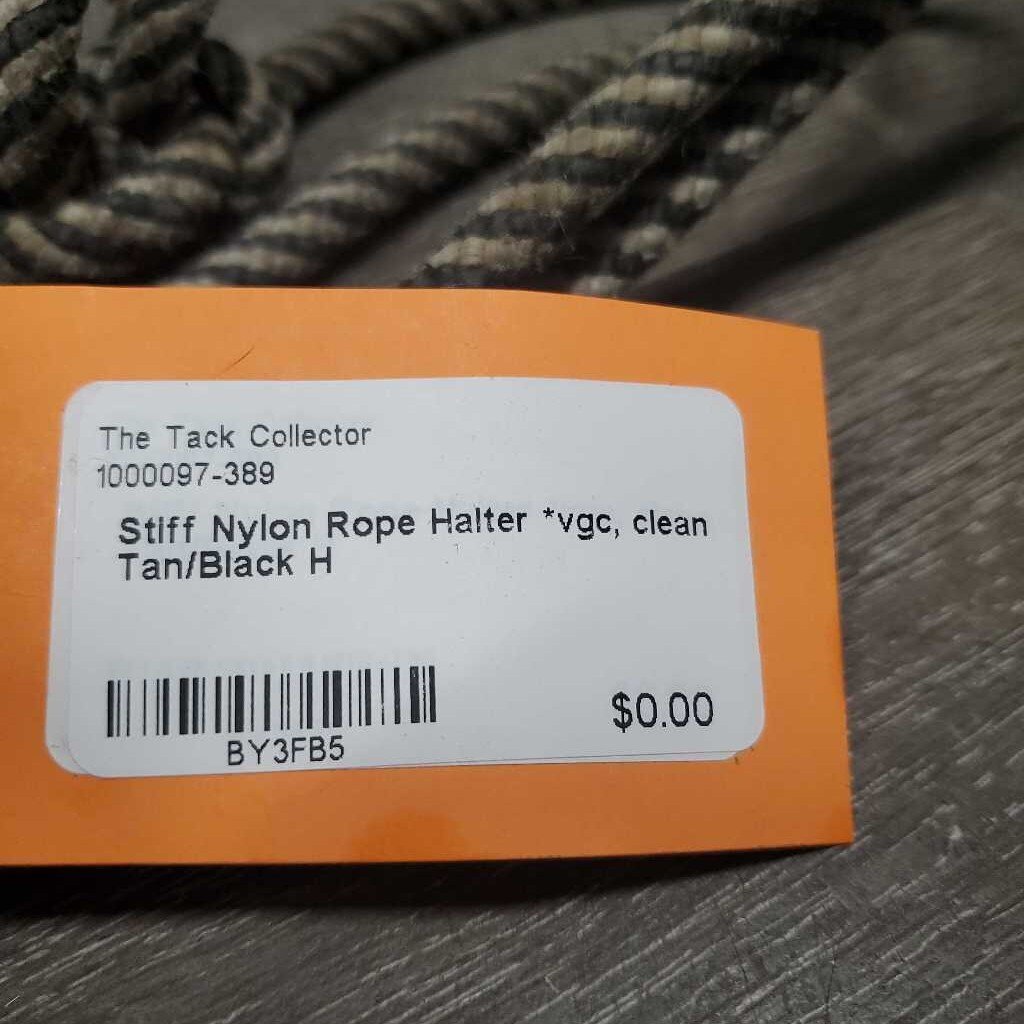 The Tack Collector
1000097-389
Stiff Nylon Rope Halter *vgc, clean
Tan/Black H
BY3FB5
$0.00